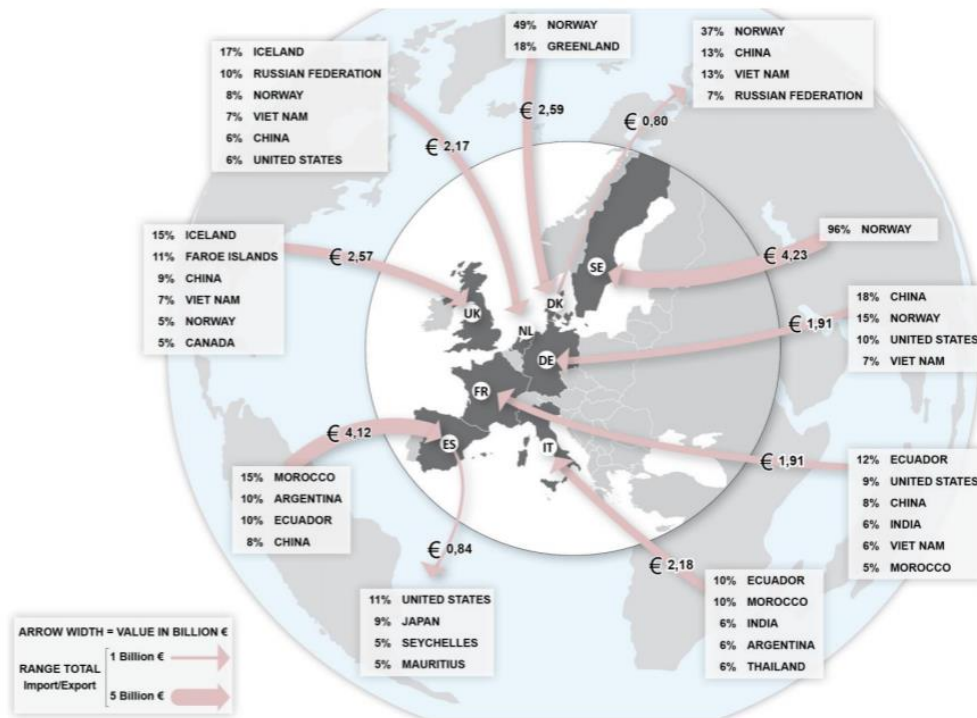 17% ICELAND
10% RUSSIAN FEDERATION
8% NORWAY
7% VIET NAM
6% CHINA
6% UNITED STATES
49% NORWAY
18% GREENLAND
37% NORWAY
13% CHINA
13% VIET NAM
7% RUSSIAN FEDERATION
€ 2,17
€ 2,59
€ 0,80
15% ICELAND
11% FAROE ISLANDS
9% CHINA
7% VIET NAM
5% NORWAY
5% CANADA
€ 2,57
96% NORWAY
€ 4,23
SE
UK
NL
DK
DE
FR
ES
IT
18% CHINA
15% NORWAY
10% UNITED STATES
7% VIET NAM
€ 1,91
€ 4,12
15% MOROCCO
10% ARGENTINA
10% ECUADOR
8% CHINA
€ 1,91
12% ECUADOR
9% UNITED STATES
8% CHINA
6% INDIA
6% VIET NAM
5% MOROCCO
€ 0,84
11% UNITED STATES
9% JAPAN
5% SEYCHELLES
5% MAURITIUS
€ 2,18
10% ECUADOR
10% MOROCCO
6% INDIA
6% ARGENTINA
6% THAILAND
ARROW WIDTH = VALUE IN BILLION €
RANGE TOTAL
Import/Export
1 Billion €
5 Billion €